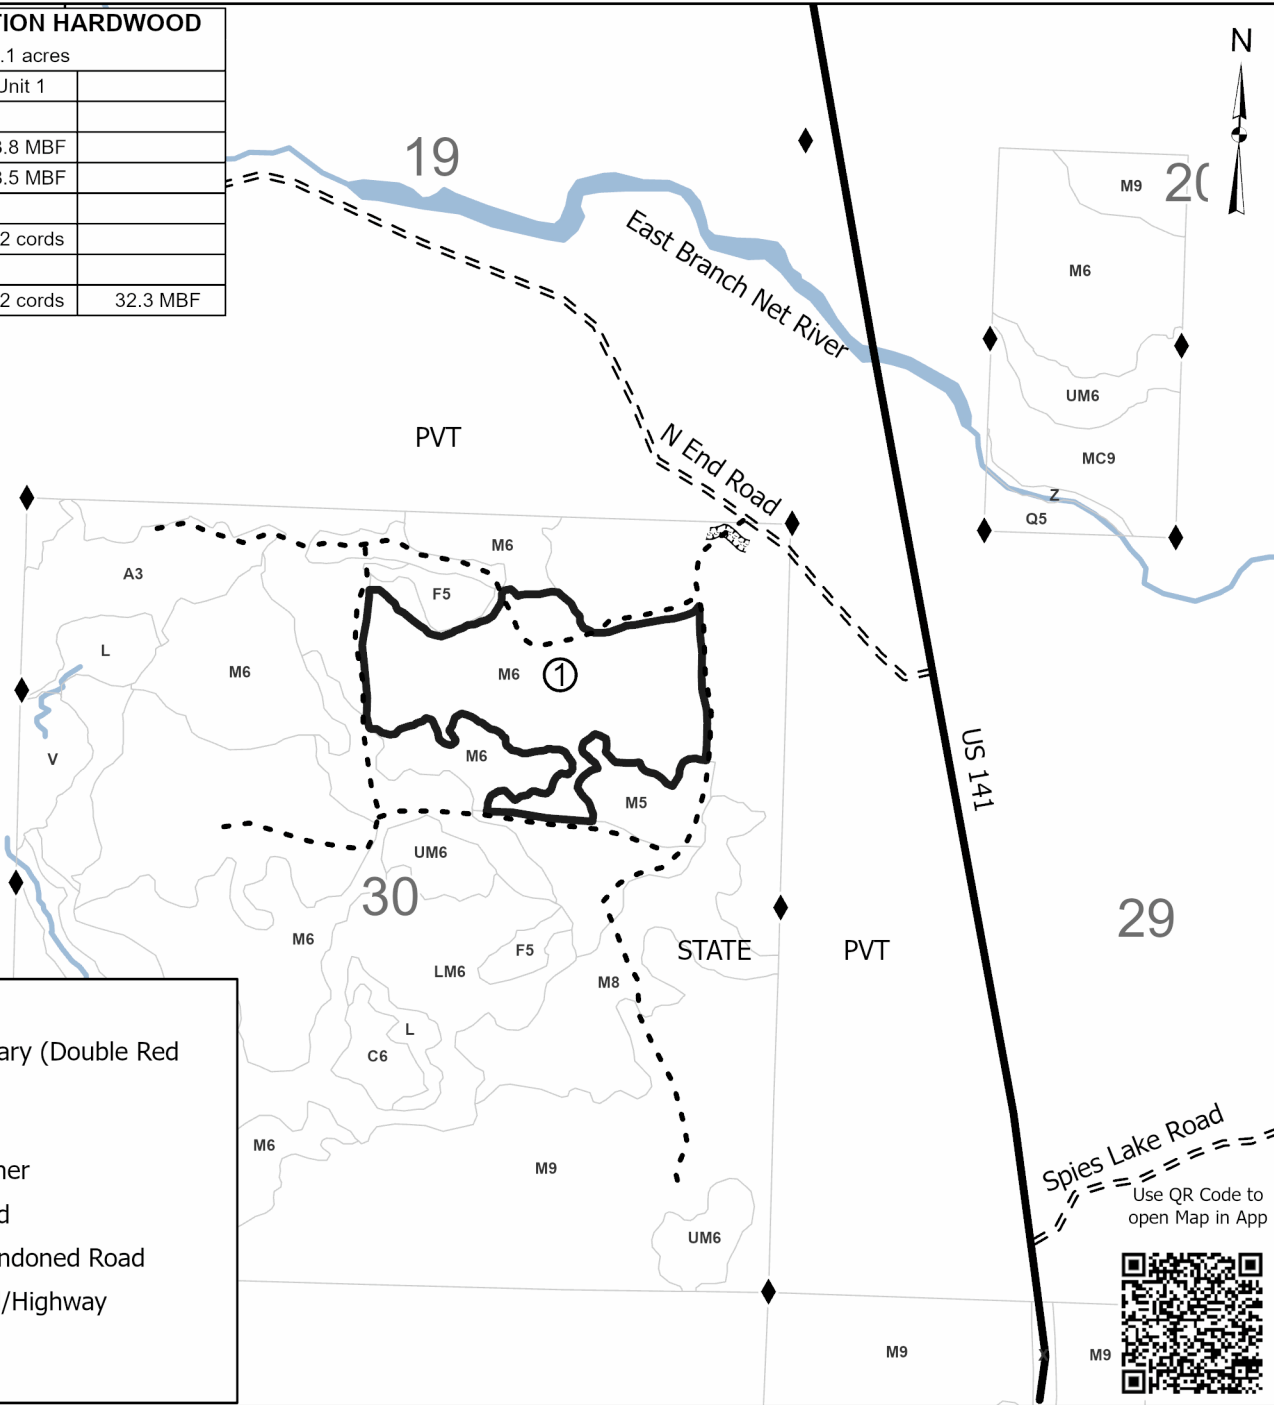 TION HARDWOOD
.1 acres
Unit 1
.8 MBF
.5 MBF
2 cords
2 cords 32.3 MBF
N
19
20
M9
M6
UM6
MC9
Z
Q5
East Branch Net River
PVT
N End Road
M6
A3
F5
L
M6
M6
1
V
M6
M5
US 141
UM6
30
29
M6
LM6
F5
M8
STATE
PVT
L
C6
M6
M9
UM6
Spies Lake Road
Use QR Code to
open Map in App
M9
X
M9
ary (Double Red
ner
d
ndoned Road
/Highway